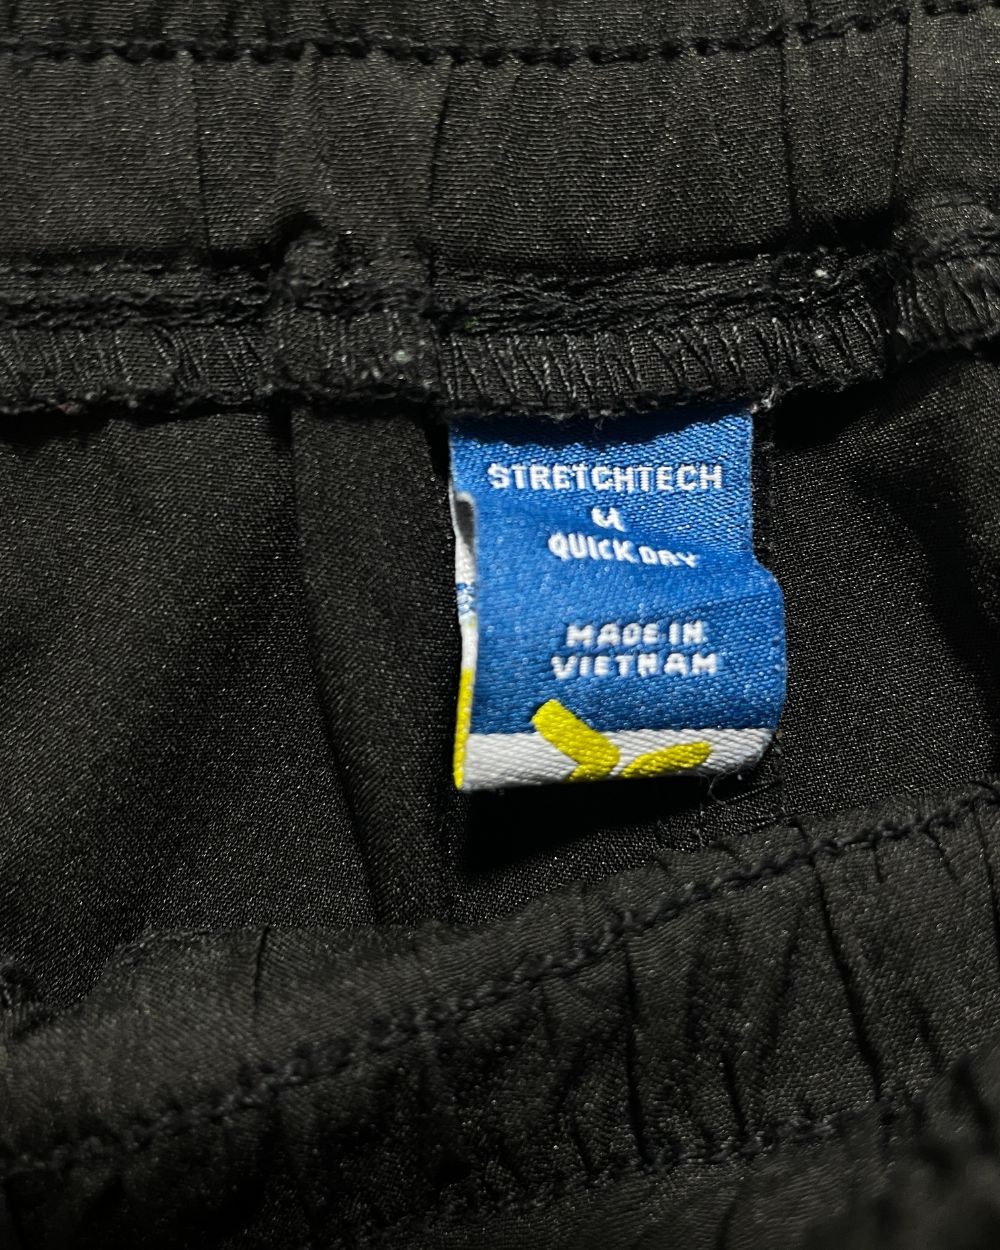 STRETCHTECH
M
QUICK DRY
MADE IN
VIETNAM